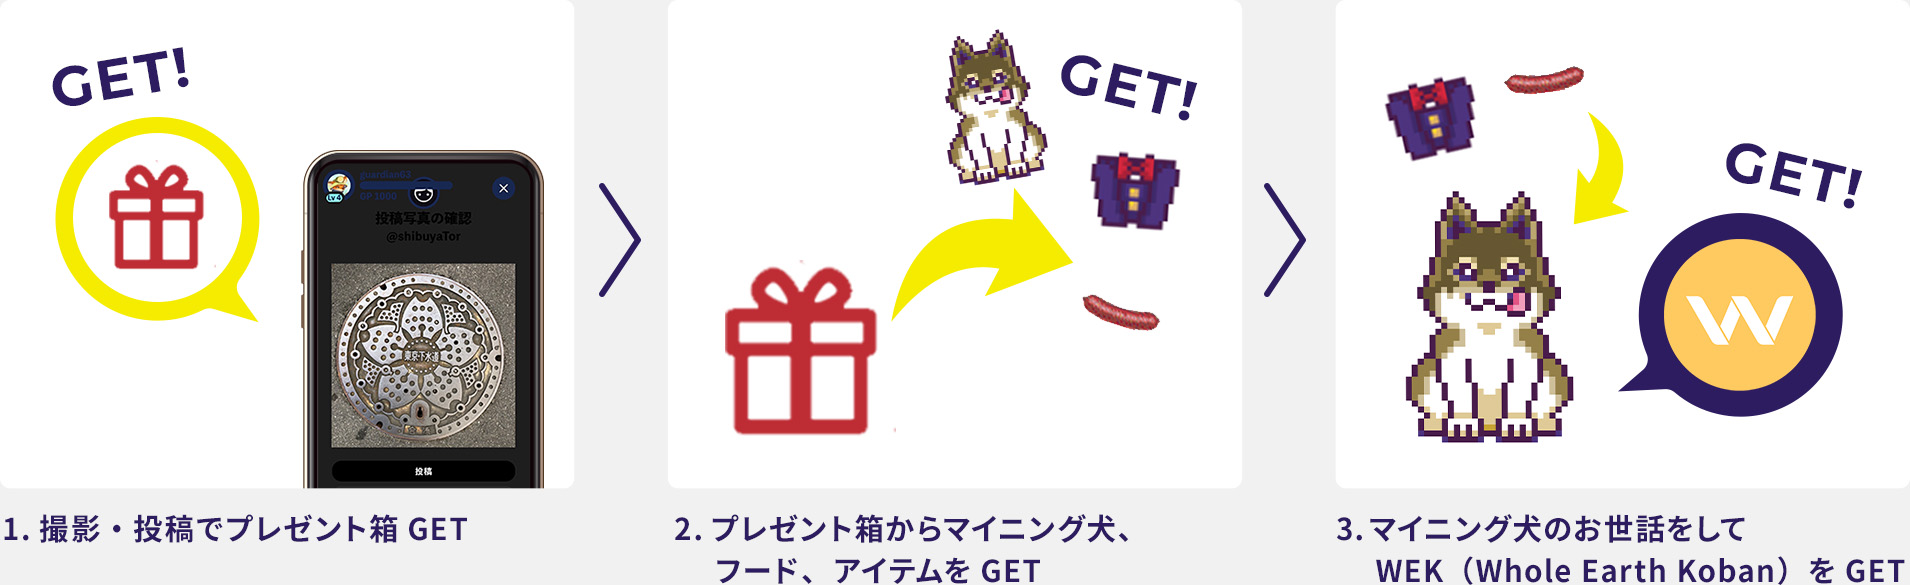 GET!
guardian03
Lv 4
GP 1000
投稿写真の確認
@shibuyaTor
東京下水道
投稿
1. 撮影・投稿でプレゼント箱 GET
GET!
2. プレゼント箱からマイニング犬、
フード、アイテムを GET
GET!
W
3. マイニング犬のお世話をして
WEK（Whole Earth Koban）を GET